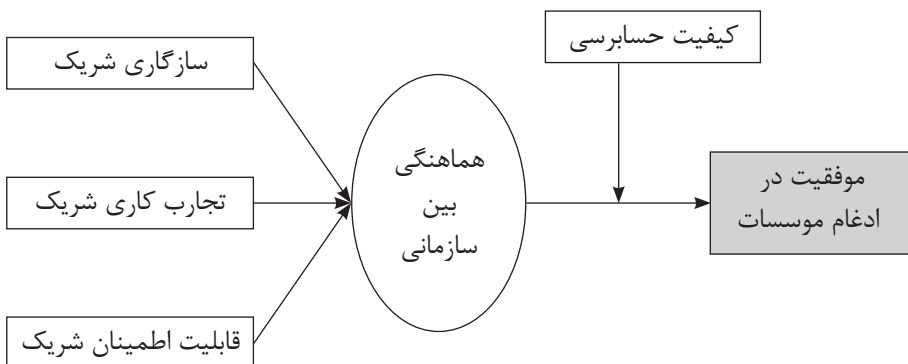 کیفیت حسابرسی
سازگاری شریک
تجارب کاری شریک
قابلیت اطمینان شریک
هماهنگی
بین
سازمانی
موفقیت در
ادغام موسسات